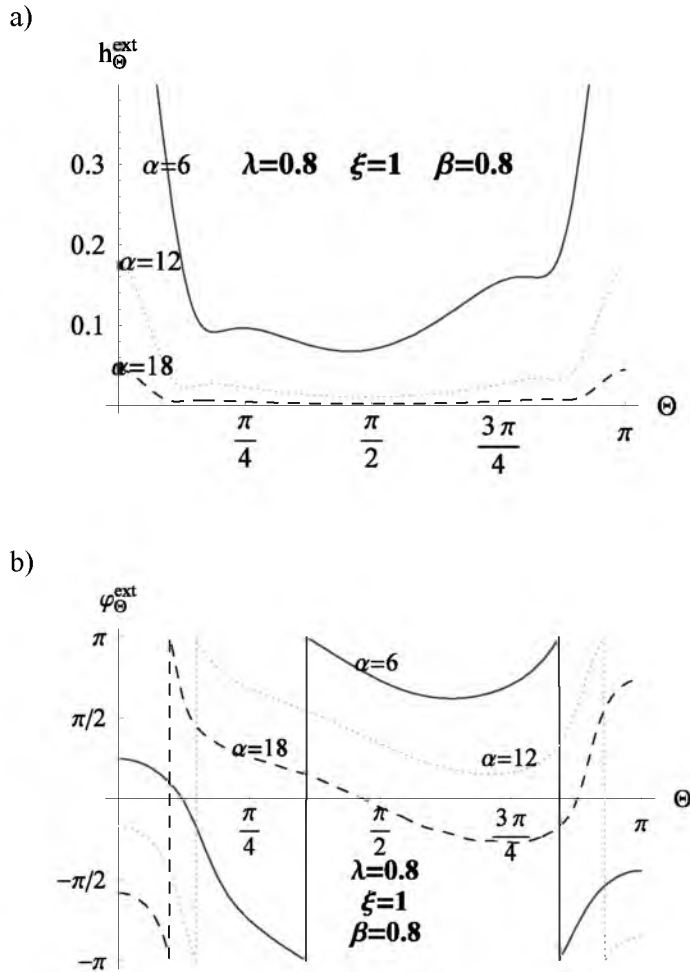 a)
h_Θ^ext
0.3
α=6 λ=0.8 ξ=1 β=0.8
0.2
α=12
0.1
α=18
Θ
π/4 π/2 3π/4 π
b)
φ_Θ^ext
π
α=6
π/2
α=18 α=12
Θ
π/4 π/2 3π/4 π
λ=0.8
−π/2
ξ=1
β=0.8
−π